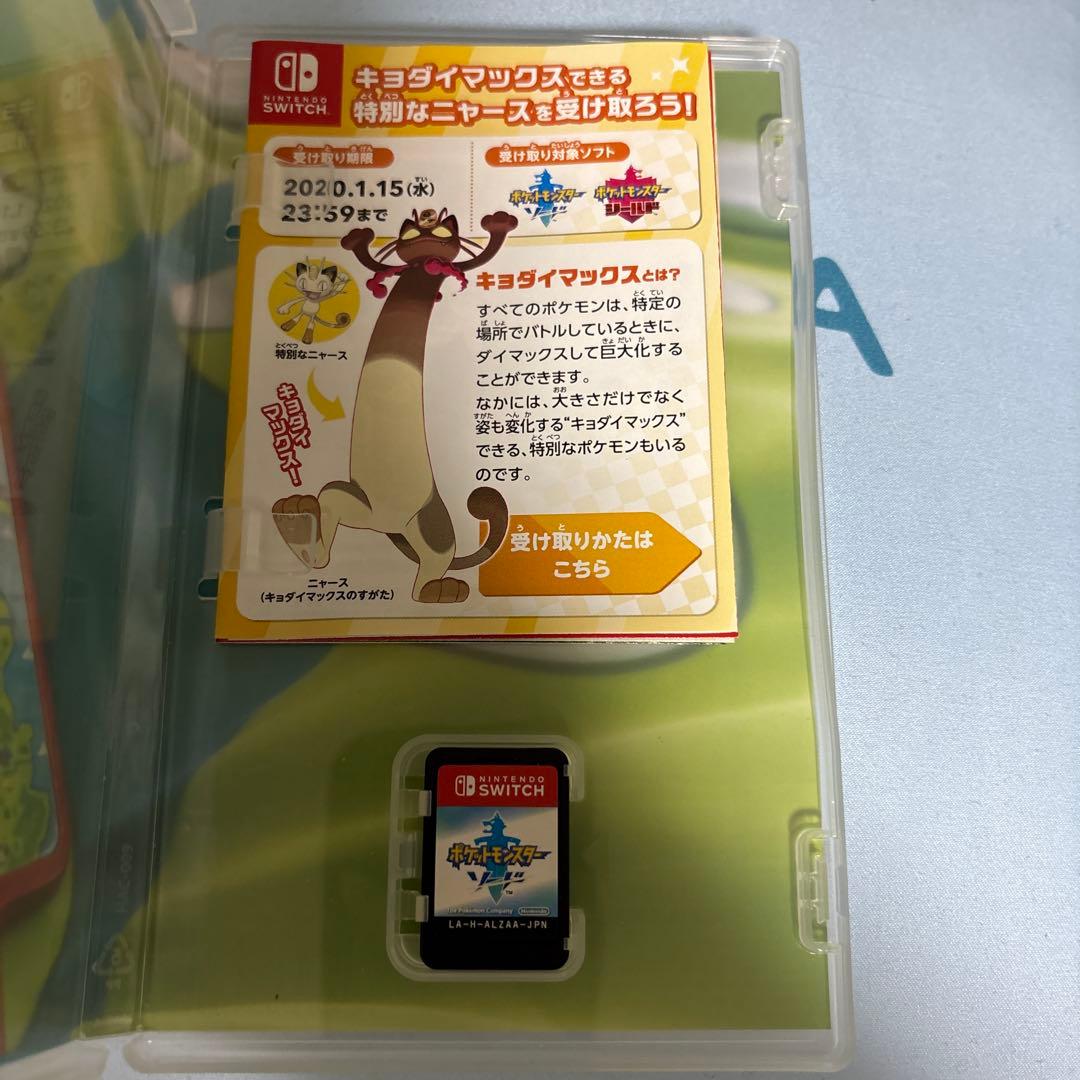 NINTENDO
SWITCH
キョダイマックスできる
特別なニャースを受け取ろう!
受け取り期限
2020.1.15(水)
23:59まで
受け取り対象ソフト
ポケットモンスター
ソード
ポケットモンスター
シールド
特別なニャース
キョダイ
マックス!
ニャース
(キョダイマックスのすがた)
キョダイマックスとは?
すべてのポケモンは、特定の
場所でバトルしているときに、
ダイマックスして巨大化する
ことができます。
なかには、大きさだけでなく
姿も変化する“キョダイマックス”
できる、特別なポケモンもいる
のです。
受け取りかたは
こちら
A
NINTENDO
SWITCH
ポケットモンスター
ソード
TM
The Pokémon Company
Nintendo
LA-H-ALZAA-JPN
HAC-009